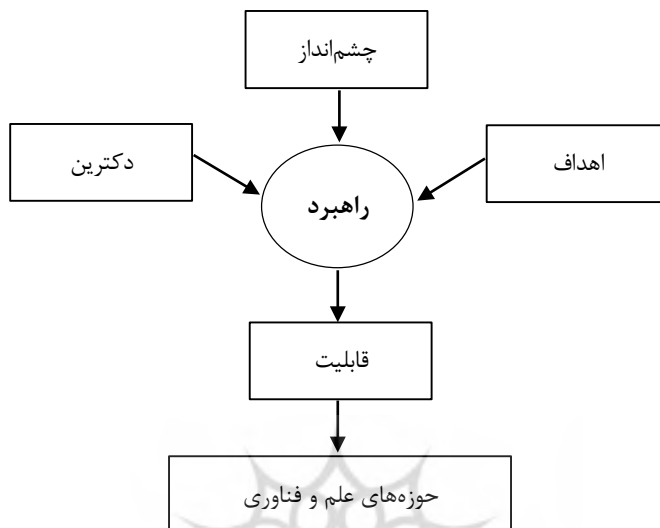 چشم‌انداز
اهداف
دکترین
راهبرد
قابلیت
حوزه‌های علم و فناوری